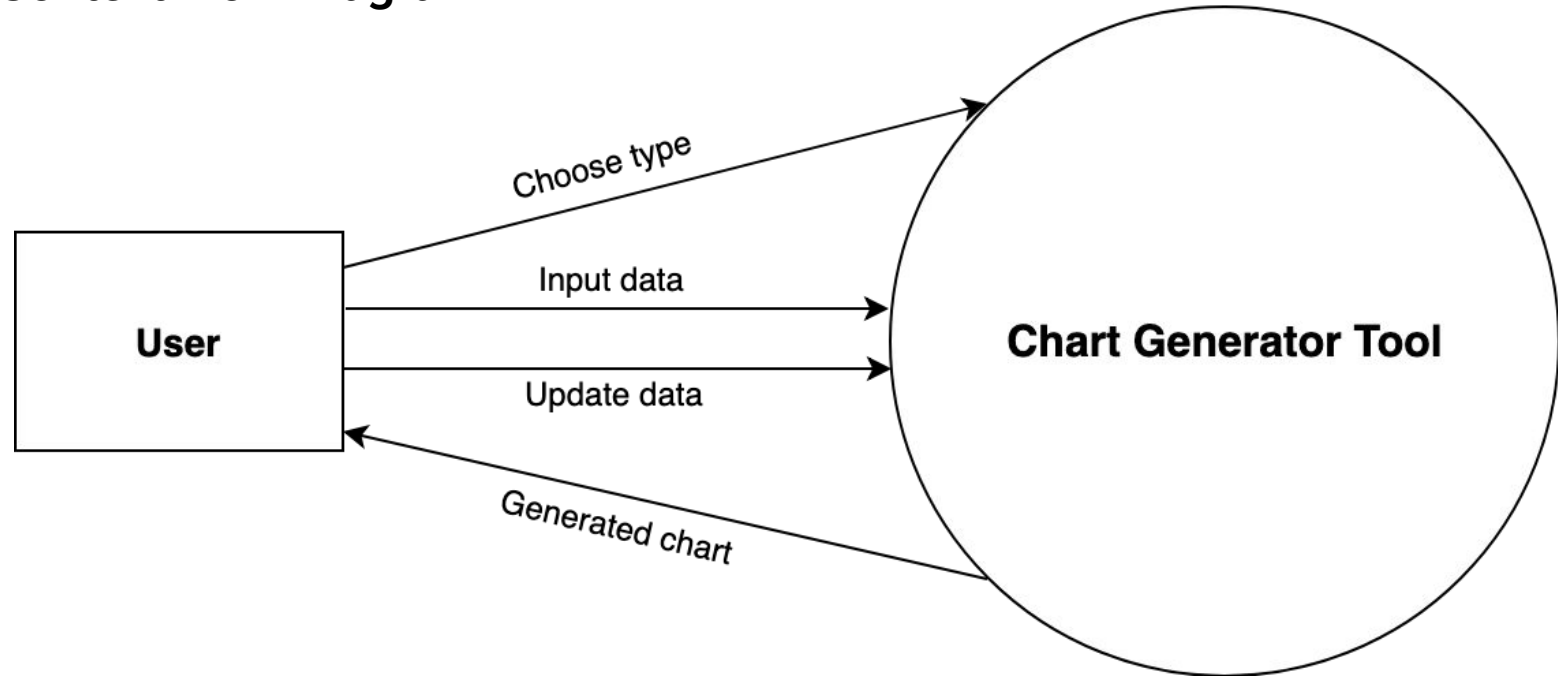 Choose type
Input data
User
Chart Generator Tool
Update data
Generated chart